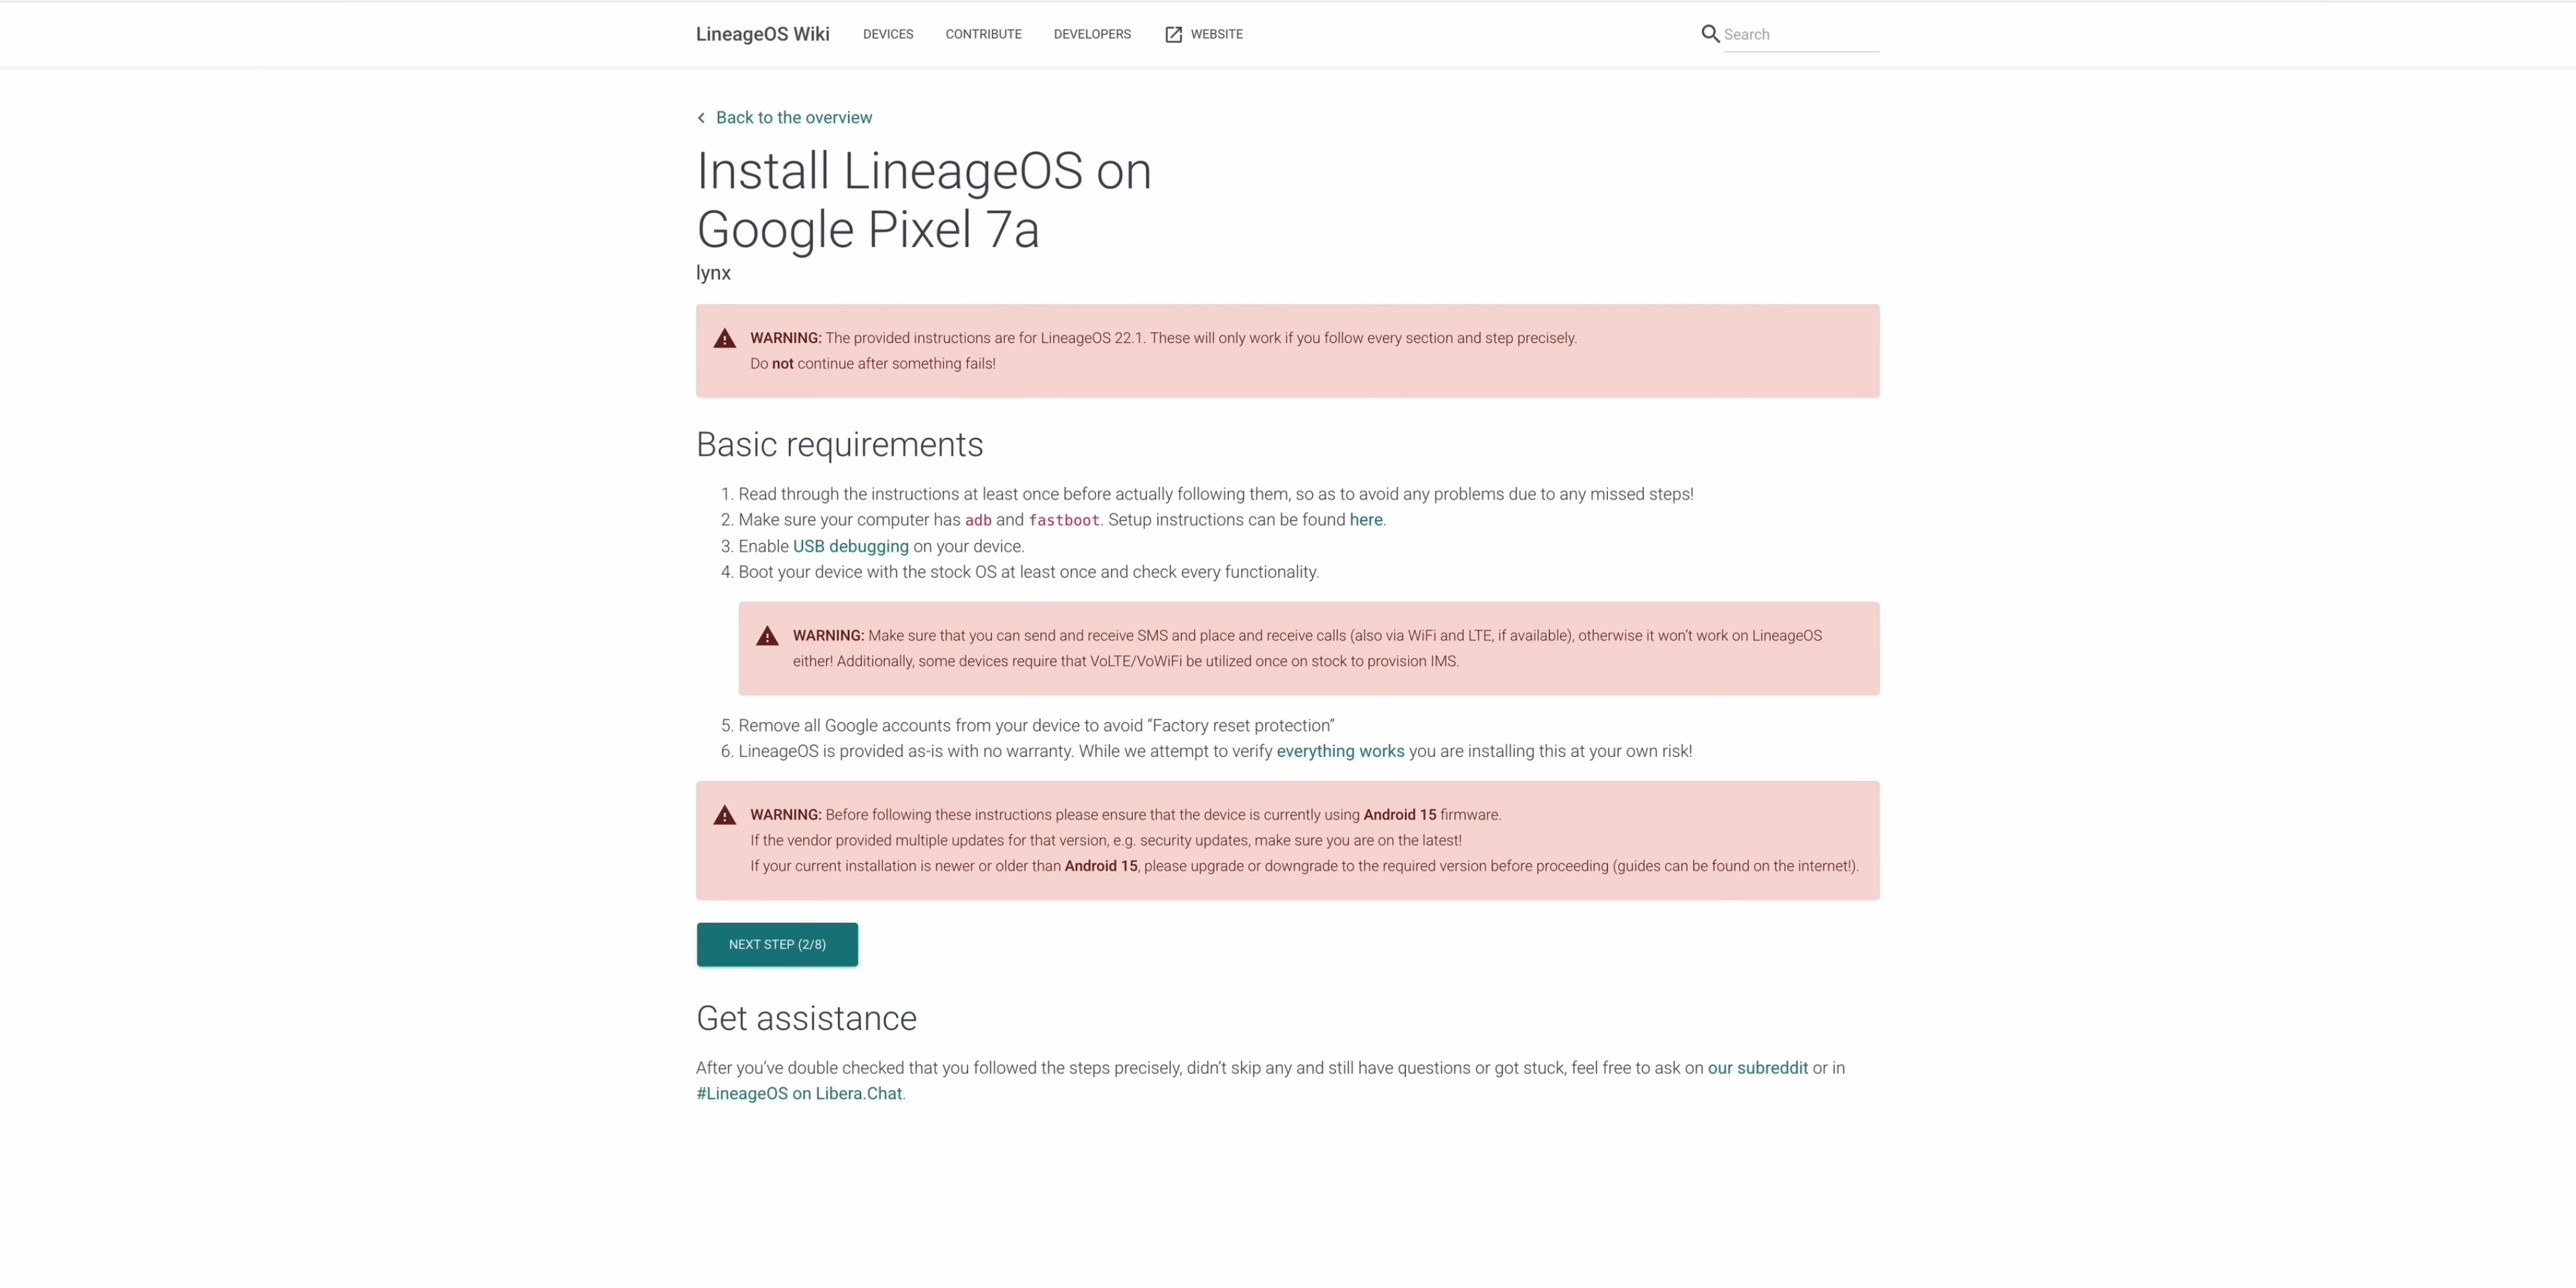 LineageOS Wiki DEVICES CONTRIBUTE DEVELOPERS WEBSITE Search
Back to the overview
Install LineageOS on
Google Pixel 7a
lynx
WARNING: The provided instructions are for LineageOS 22.1. These will only work if you follow every section and step precisely.
Do not continue after something fails!
Basic requirements
1. Read through the instructions at least once before actually following them, so as to avoid any problems due to any missed steps!
2. Make sure your computer has adb and fastboot. Setup instructions can be found here.
3. Enable USB debugging on your device.
4. Boot your device with the stock OS at least once and check every functionality.
WARNING: Make sure that you can send and receive SMS and place and receive calls (also via WiFi and LTE, if available), otherwise it won’t work on LineageOS
either! Additionally, some devices require that VoLTE/VoWiFi be utilized once on stock to provision IMS.
5. Remove all Google accounts from your device to avoid “Factory reset protection”
6. LineageOS is provided as-is with no warranty. While we attempt to verify everything works you are installing this at your own risk!
WARNING: Before following these instructions please ensure that the device is currently using Android 15 firmware.
If the vendor provided multiple updates for that version, e.g. security updates, make sure you are on the latest!
If your current installation is newer or older than Android 15, please upgrade or downgrade to the required version before proceeding (guides can be found on the internet!).
NEXT STEP (2/8)
Get assistance
After you’ve double checked that you followed the steps precisely, didn’t skip any and still have questions or got stuck, feel free to ask on our subreddit or in
#LineageOS on Libera.Chat.